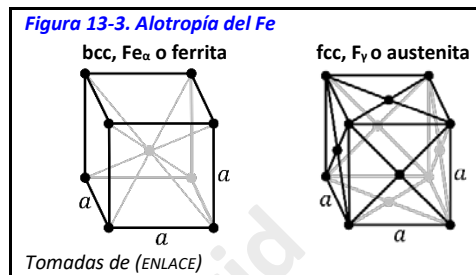 Figura 13-3. Alotropía del Fe
bcc, Feα o ferrita
fcc, Fγ o austenita
a
a
a
a
a
a
Tomadas de (ENLACE)